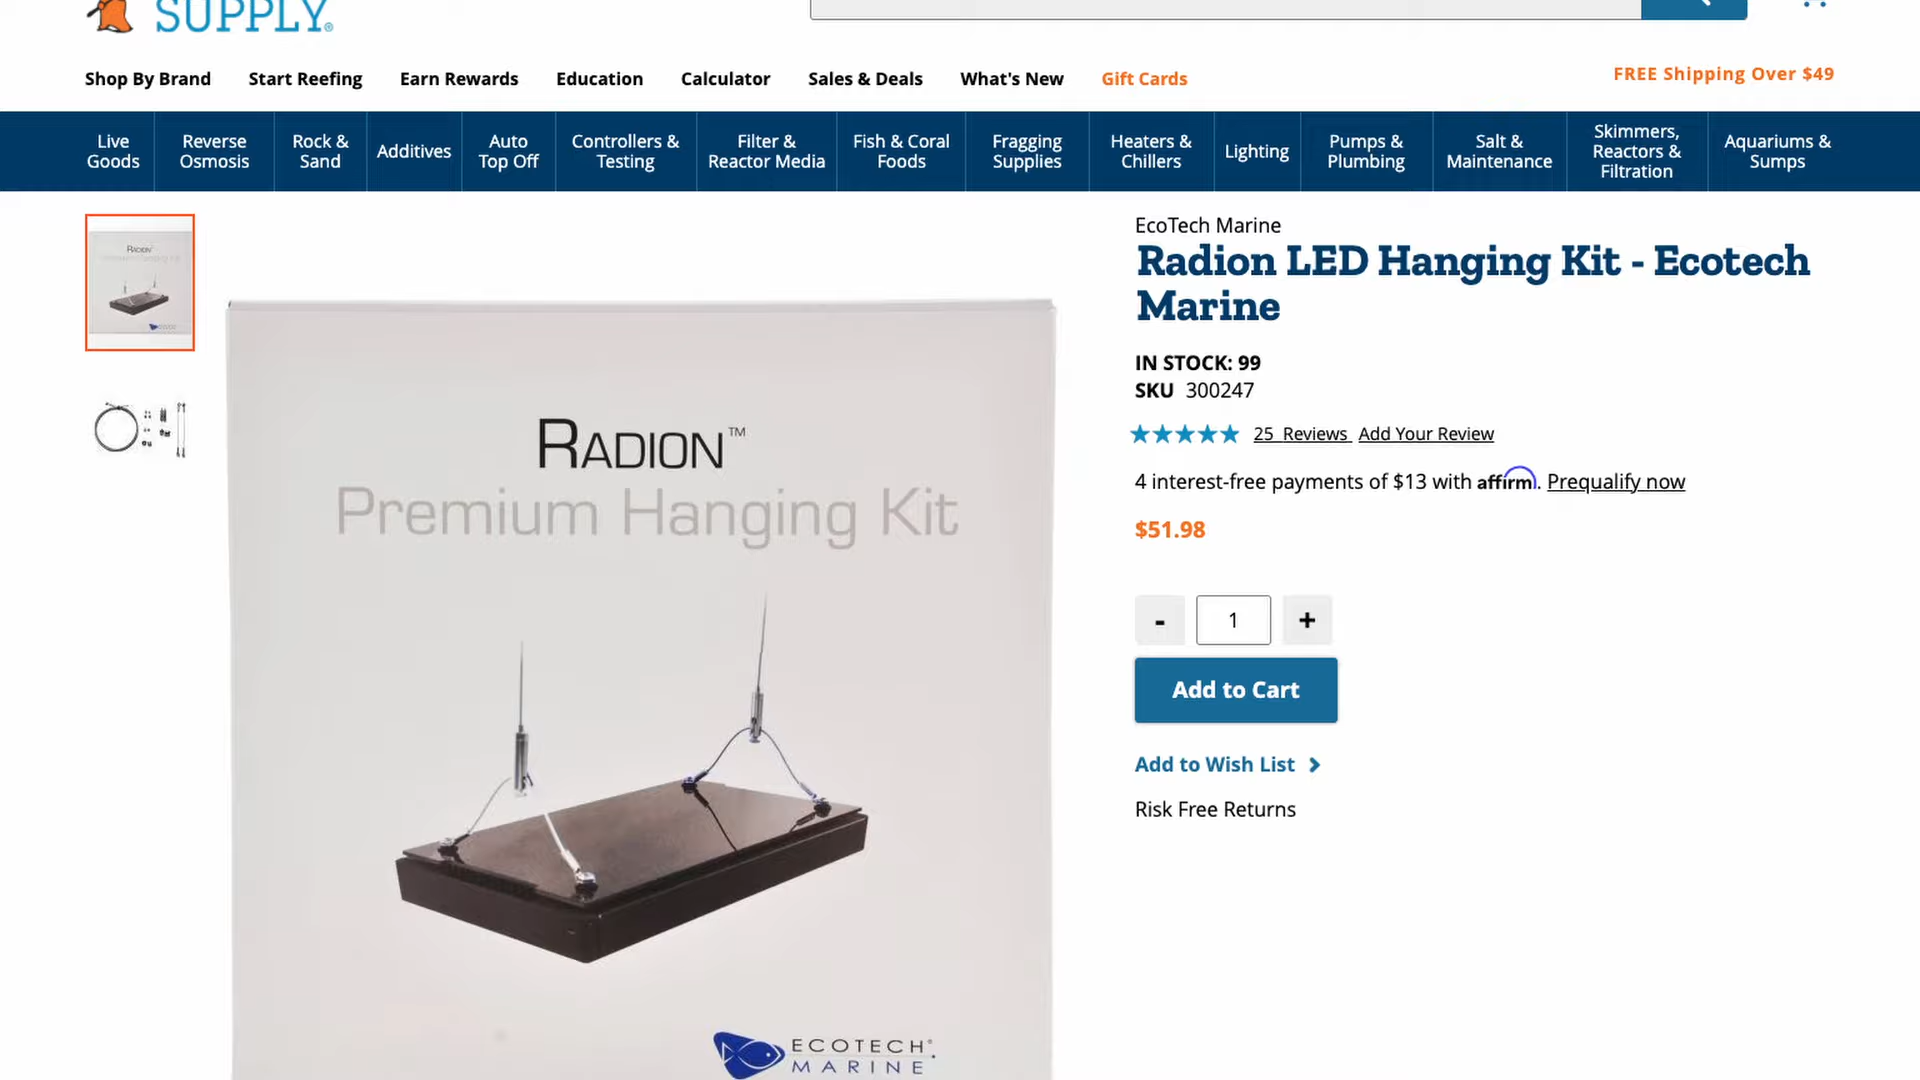 SUPPLY®
Shop By Brand
Start Reefing
Earn Rewards
Education
Calculator
Sales & Deals
What's New
Gift Cards
FREE Shipping Over $49
Live
Goods
Reverse
Osmosis
Rock &
Sand
Additives
Auto
Top Off
Controllers &
Testing
Filter &
Reactor Media
Fish & Coral
Foods
Fragging
Supplies
Heaters &
Chillers
Lighting
Pumps &
Plumbing
Salt &
Maintenance
Skimmers,
Reactors &
Filtration
Aquariums &
Sumps
RADION
Premium Hanging Kit
RADION™
Premium Hanging Kit
ECOTECH®
MARINE
EcoTech Marine
Radion LED Hanging Kit - Ecotech
Marine
IN STOCK: 99
SKU 300247
25 Reviews Add Your Review
4 interest-free payments of $13 with affirm. Prequalify now
$51.98
- 1 +
Add to Cart
Add to Wish List
Risk Free Returns